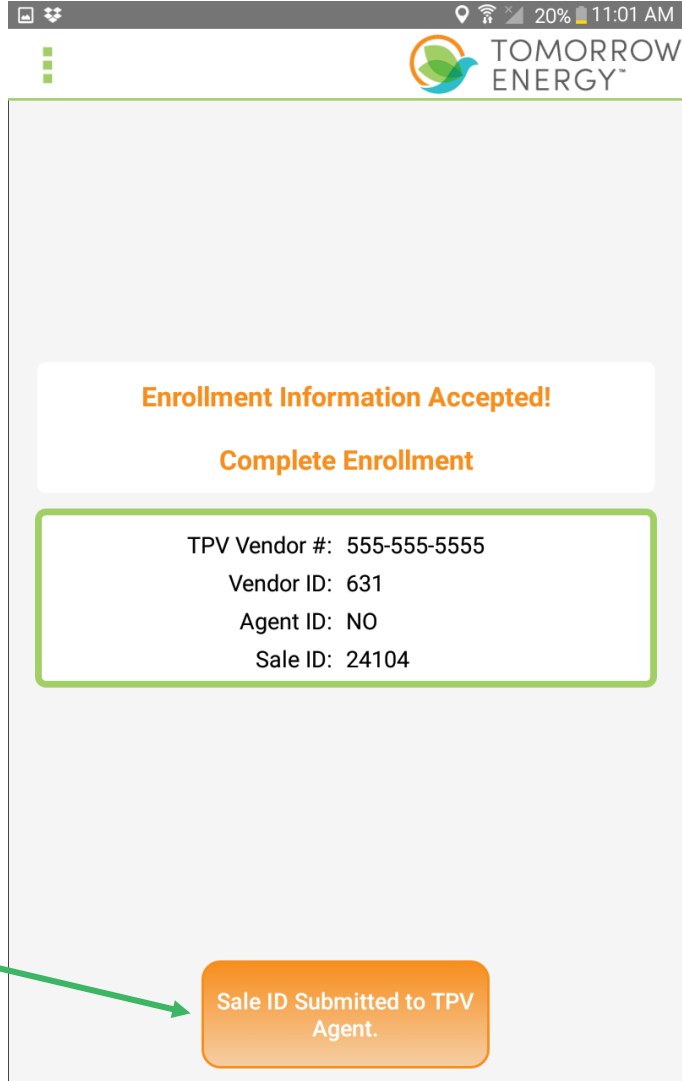 20% 11:01 AM
TOMORROW
ENERGY™
Enrollment Information Accepted!
Complete Enrollment
TPV Vendor #: 555-555-5555
Vendor ID: 631
Agent ID: NO
Sale ID: 24104
Sale ID Submitted to TPV
Agent.